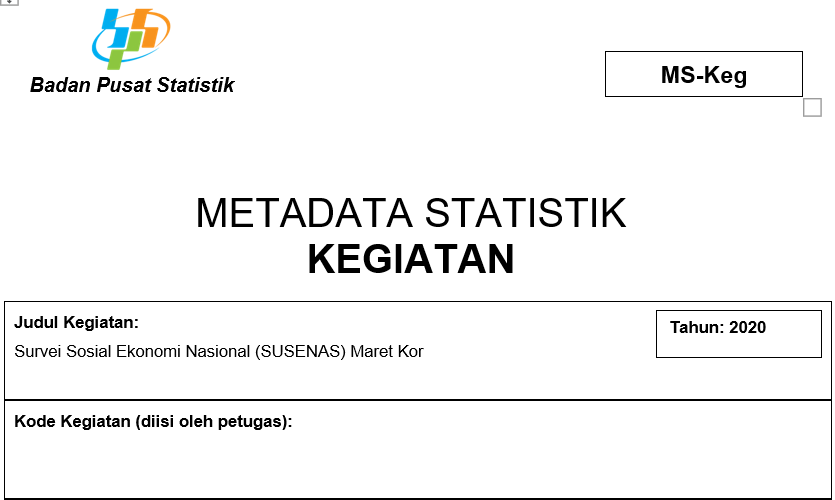 Badan Pusat Statistik
MS-Keg
METADATA STATISTIK
KEGIATAN
Judul Kegiatan:
Tahun: 2020
Survei Sosial Ekonomi Nasional (SUSENAS) Maret Kor
Kode Kegiatan (diisi oleh petugas):